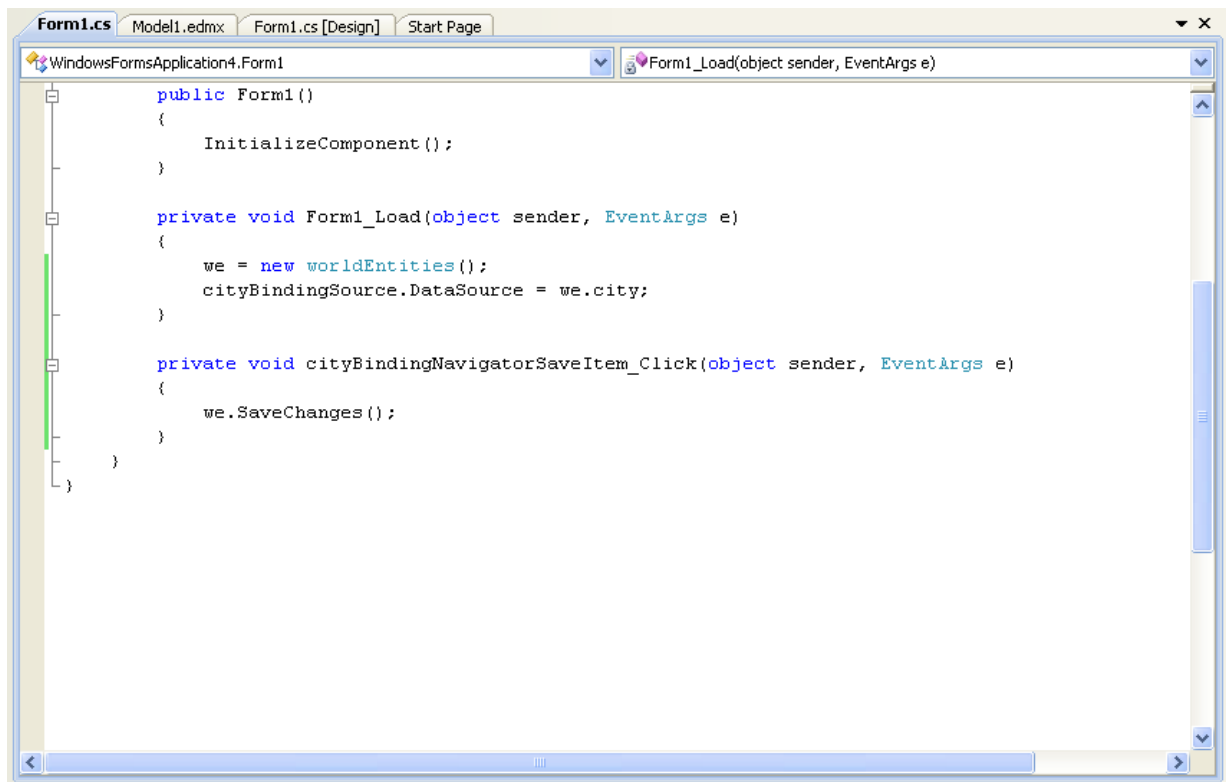 Form1.cs Model1.edmx Form1.cs [Design] Start Page
WindowsFormsApplication4.Form1 Form1_Load(object sender, EventArgs e)
public Form1()
{
InitializeComponent();
}
private void Form1_Load(object sender, EventArgs e)
{
we = new worldEntities();
cityBindingSource.DataSource = we.city;
}
private void cityBindingNavigatorSaveItem_Click(object sender, EventArgs e)
{
we.SaveChanges();
}
}
}